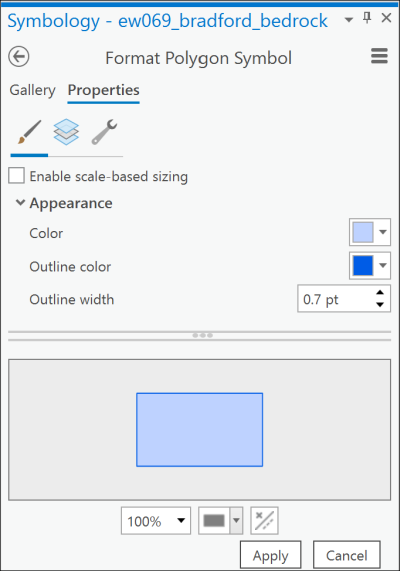 Symbology - ew069_bradford_bedrock
Format Polygon Symbol
Gallery Properties
Enable scale-based sizing
Appearance
Color
Outline color
Outline width 0.7 pt
100%
Apply Cancel